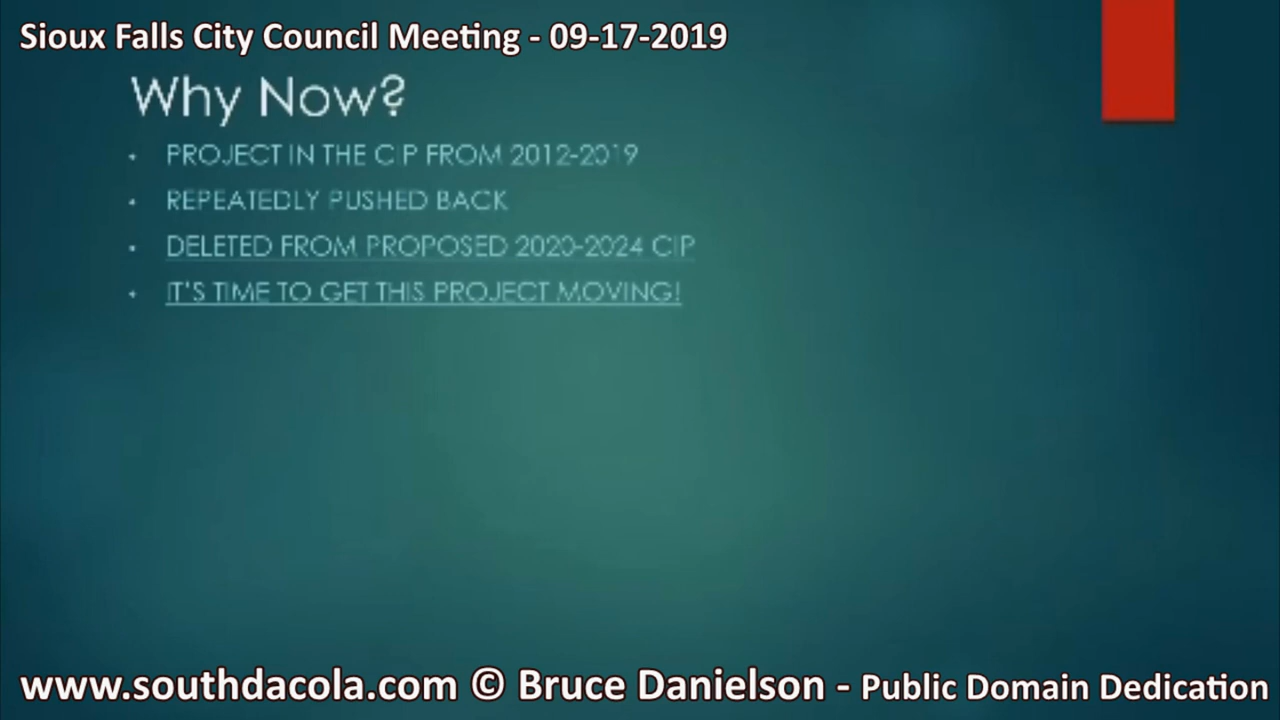 Sioux Falls City Council Meeting - 09-17-2019
Why Now?
• PROJECT IN THE CIP FROM 2012-2019
• REPEATEDLY PUSHED BACK
• DELETED FROM PROPOSED 2020-2024 CIP
• IT'S TIME TO GET THIS PROJECT MOVING!
www.southdacola.com © Bruce Danielson - Public Domain Dedication